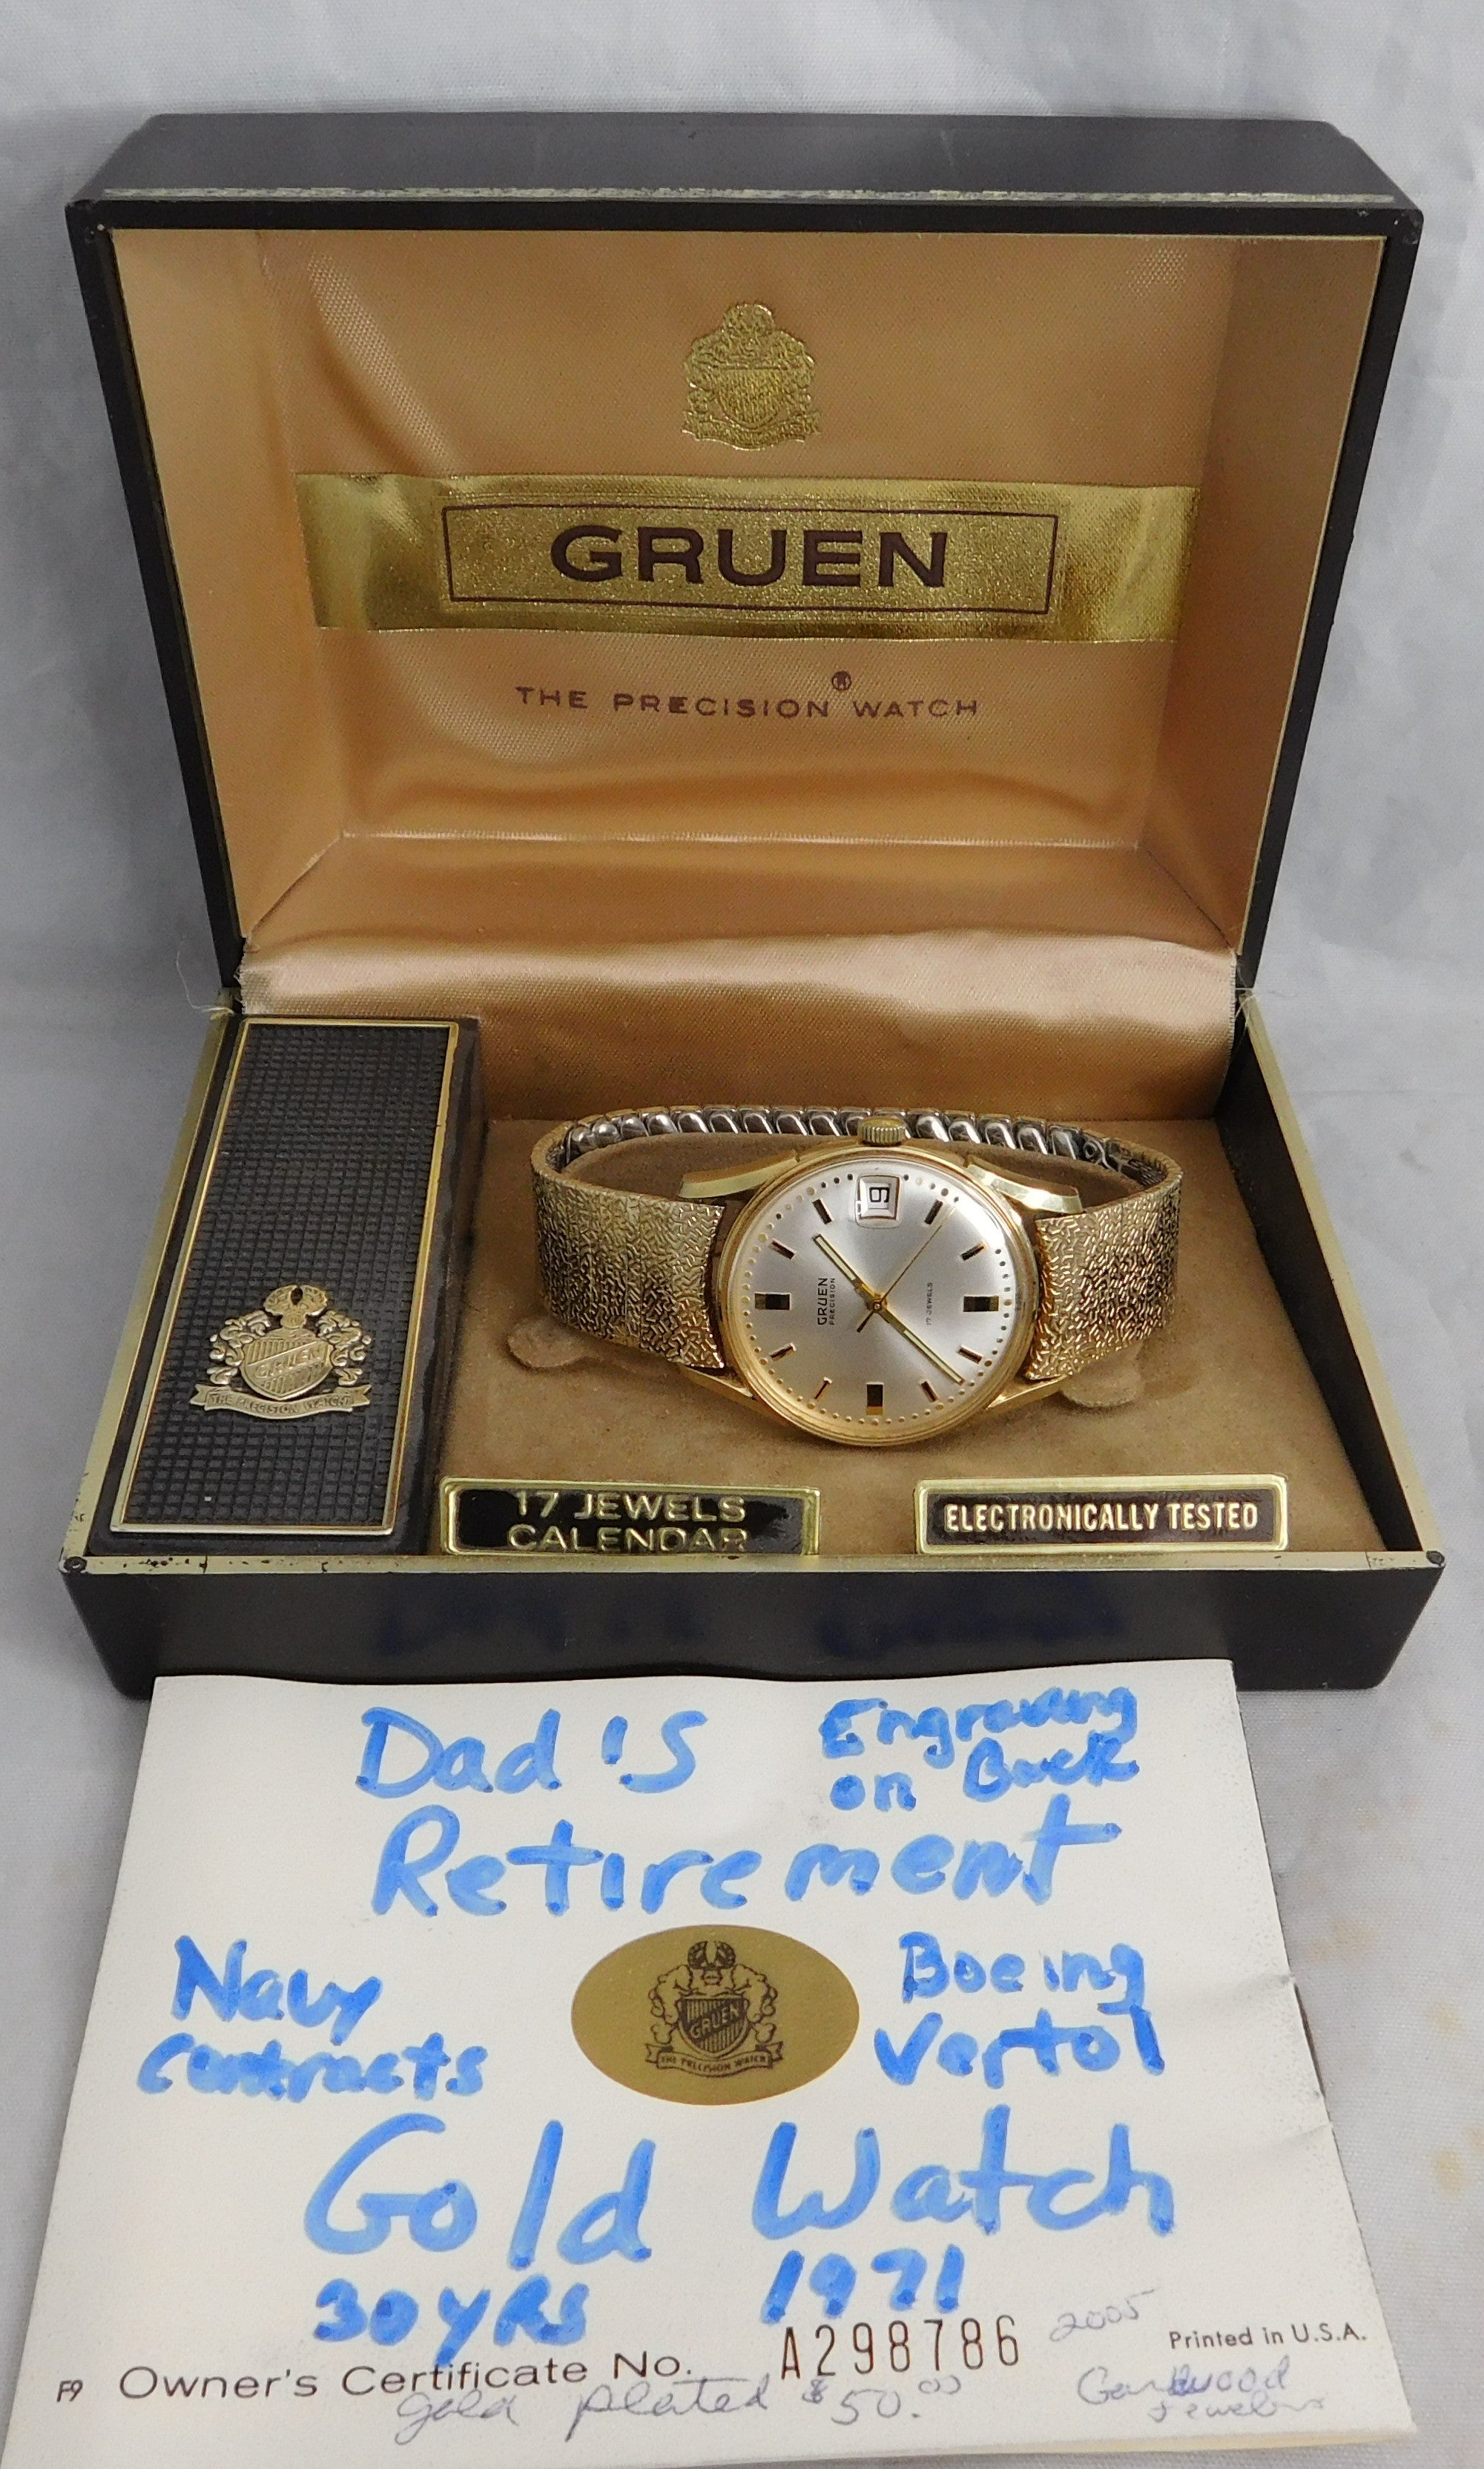 GRUEN
THE PRECISION® WATCH
9
GRUEN
PRECISION
17 JEWELS
GRUEN
THE PRECISION WATCH
17 JEWELS
CALENDAR
ELECTRONICALLY TESTED
Dad's
Engraving
on Back
Retirement
Navy
contracts
Boeing
Vertol
GRUEN
THE PRECISION WATCH
Gold Watch
30 YRS 1971
F9 Owner's Certificate No. A298786 2005 Printed in U.S.A.
gold plated $50.00
Jewelers